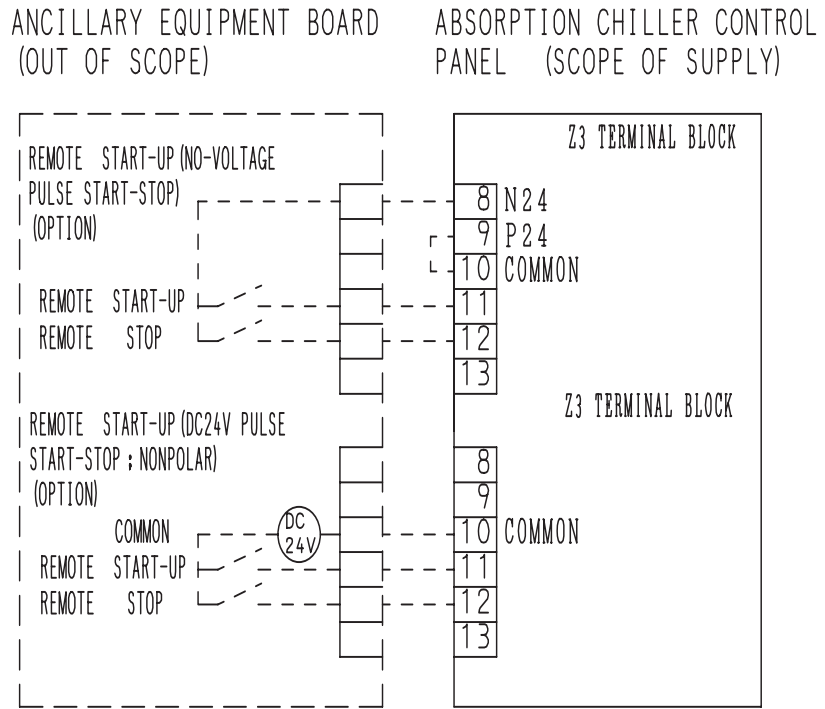 ANCILLARY EQUIPMENT BOARD
(OUT OF SCOPE)
ABSORPTION CHILLER CONTROL
PANEL (SCOPE OF SUPPLY)
Z3 TERMINAL BLOCK
REMOTE START-UP(NO-VOLTAGE
PULSE START-STOP)
(OPTION)
8 N24
9 P24
10 COMMON
REMOTE START-UP
11
REMOTE STOP
12
13
Z3 TERMINAL BLOCK
REMOTE START-UP(DC24V PULSE
START-STOP ; NONPOLAR)
(OPTION)
8
9
COMMON
DC
24V
10 COMMON
REMOTE START-UP
11
REMOTE STOP
12
13